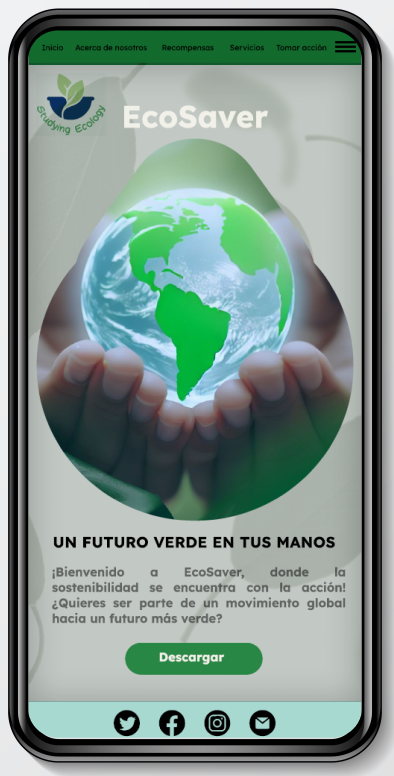 Inicio Acerca de nosotros Recompensas Servicios Tomar acción
Studying Ecology
EcoSaver
UN FUTURO VERDE EN TUS MANOS
¡Bienvenido a EcoSaver, donde la
sostenibilidad se encuentra con la acción!
¿Quieres ser parte de un movimiento global
hacia un futuro más verde?
Descargar